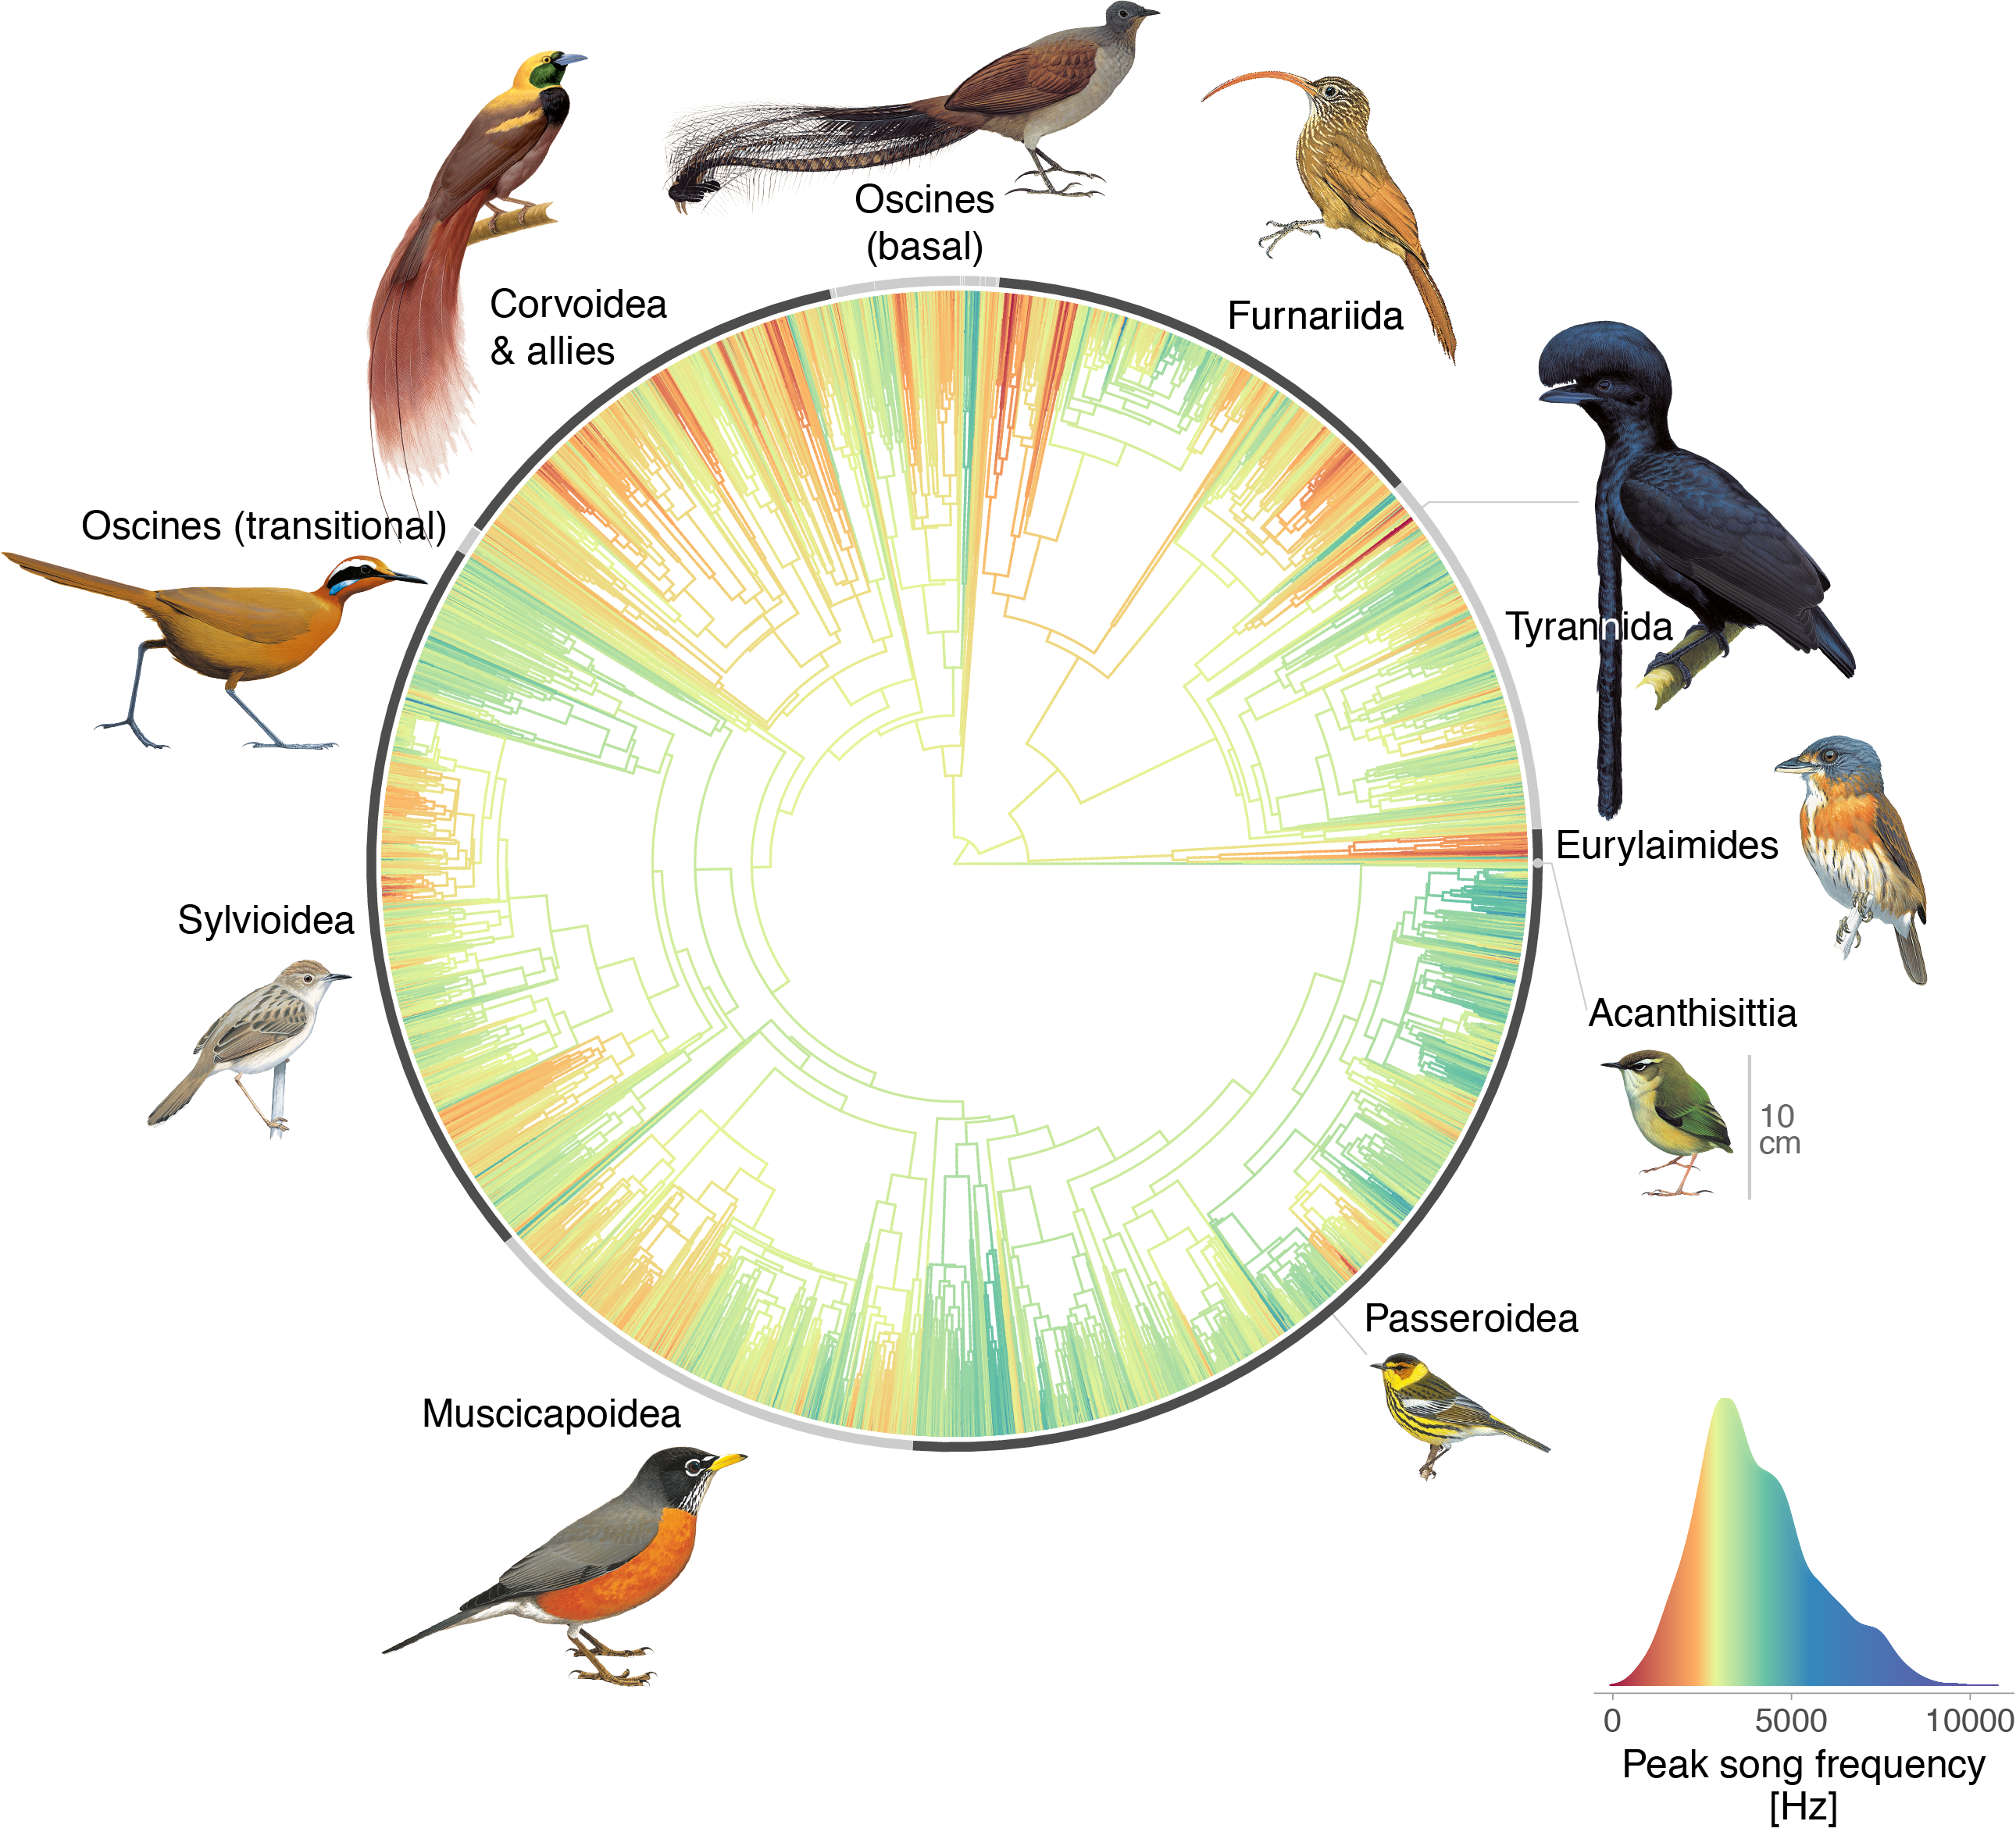 Oscines
(basal)
Corvoidea
& allies
Furnariida
Oscines (transitional)
Tyrannida
Eurylaimides
Sylvioidea
Acanthisittia
10
cm
Passeroidea
Muscicapoidea
0 5000 10000
Peak song frequency
[Hz]